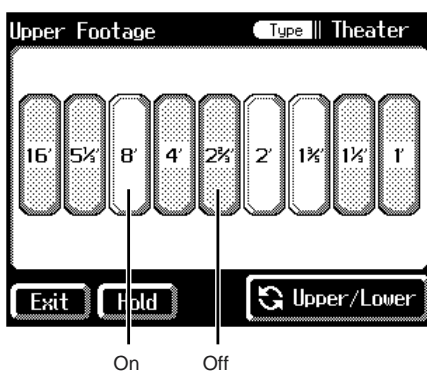 Upper Footage Type Theater
16' 5⅓' 8' 4' 2⅔' 2' 1⅗' 1⅓' 1'
Exit Hold Upper/Lower
On Off